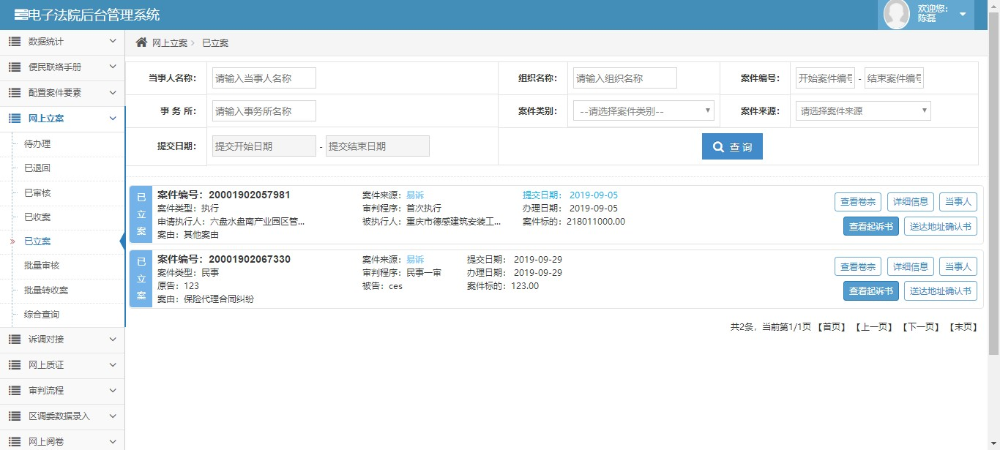 电子法院后台管理系统
欢迎您:
陈磊
数据统计
便民联络手册
配置案件要素
网上立案
待办理
已退回
已审核
已收案
已立案
批量审核
批量转收案
综合查询
诉调对接
网上质证
审判流程
区调委数据录入
网上阅卷
网上立案 已立案
当事人名称: 请输入当事人名称 组织名称: 请输入组织名称 案件编号: 开始案件编号 - 结束案件编号
事 务 所: 请输入事务所名称 案件类别: --请选择案件类别-- 案件来源: 请选择案件来源
提交日期: 提交开始日期 - 提交结束日期 查 询
已立案
案件编号: 20001902057981 案件来源: 易诉 提交日期: 2019-09-05 查看卷宗 详细信息 当事人
案件类型: 执行 审判程序: 首次执行 办理日期: 2019-09-05
申请执行人: 六盘水盘南产业园区管... 被执行人: 重庆市德感建筑安装工... 案件标的: 218011000.00 查看起诉书 送达地址确认书
案由: 其他案由
已立案
案件编号: 20001902067330 案件来源: 易诉 提交日期: 2019-09-29 查看卷宗 详细信息 当事人
案件类型: 民事 审判程序: 民事一审 办理日期: 2019-09-29
原告: 123 被告: ces 案件标的: 123.00 查看起诉书 送达地址确认书
案由: 保险代理合同纠纷
共2条, 当前第1/1页 【首页】 【上一页】 【下一页】 【末页】